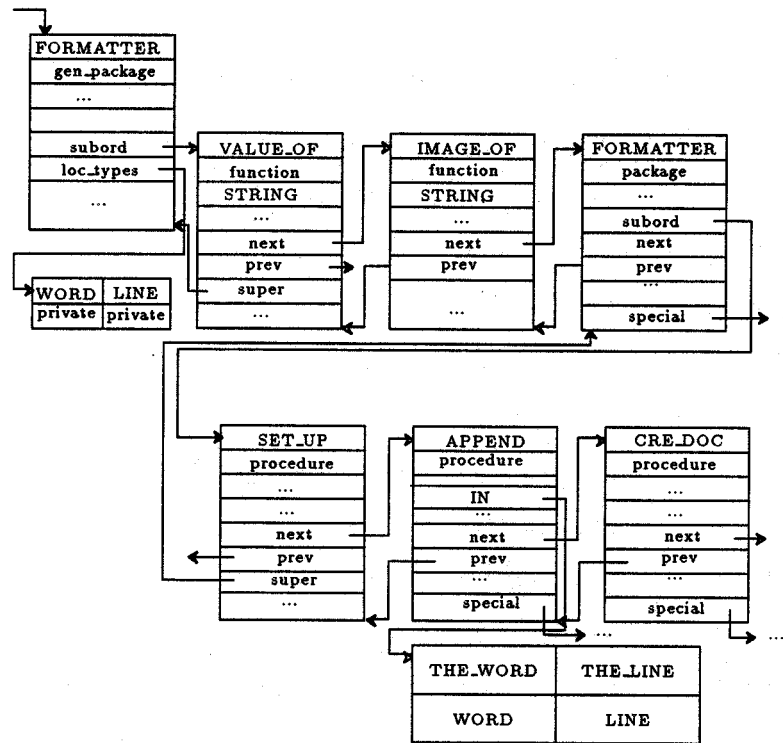 FORMATTER
gen_package
...
subord
loc_types
...
WORD LINE
private private
VALUE_OF
function
STRING
...
next
prev
super
...
IMAGE_OF
function
STRING
...
next
prev
...
FORMATTER
package
...
subord
next
prev
...
special
SET_UP
procedure
...
...
next
prev
super
...
APPEND
procedure
IN
...
next
prev
...
special
...
CRE_DOC
procedure
...
...
next
prev
...
special
...
THE_WORD THE_LINE
WORD LINE